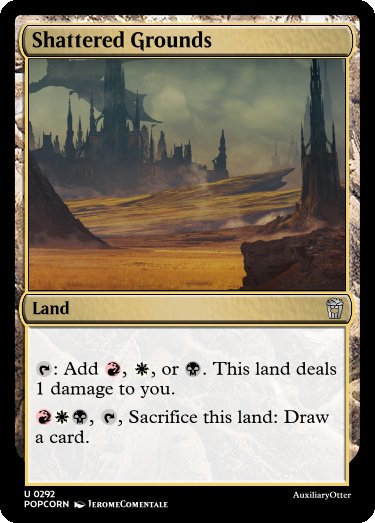 Shattered Grounds
Land
: Add , , or . This land deals
1 damage to you.
, , Sacrifice this land: Draw
a card.
U 0292
POPCORN JEROMECOMENTALE
AuxiliaryOtter